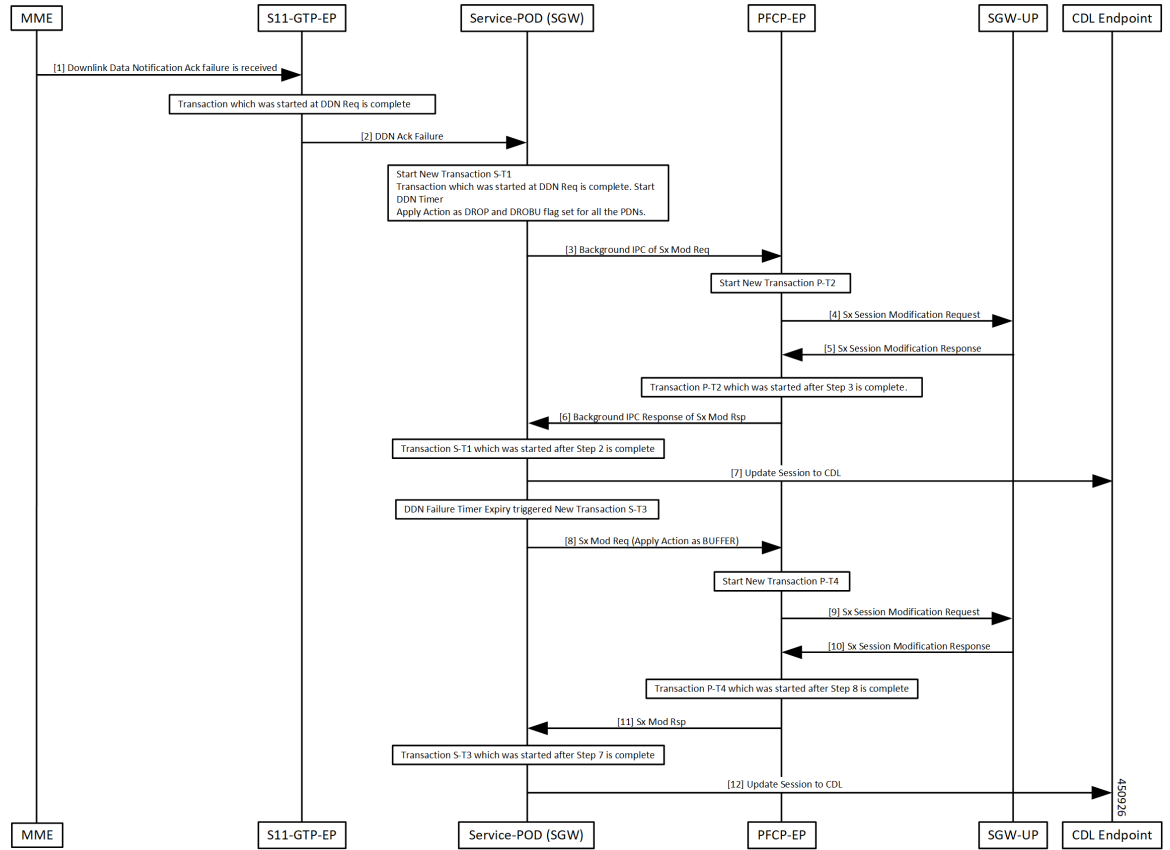 MME
S11-GTP-EP
Service-POD (SGW)
PFCP-EP
SGW-UP
CDL Endpoint
[1] Downlink Data Notification Ack failure is received
Transaction which was started at DDN Req is complete
[2] DDN Ack Failure
Start New Transaction S-T1
Transaction which was started at DDN Req is complete. Start
DDN Timer
Apply Action as DROP and DROBU flag set for all the PDNs.
[3] Background IPC of Sx Mod Req
Start New Transaction P-T2
[4] Sx Session Modification Request
[5] Sx Session Modification Response
Transaction P-T2 which was started after Step 3 is complete.
[6] Background IPC Response of Sx Mod Rsp
Transaction S-T1 which was started after Step 2 is complete
[7] Update Session to CDL
DDN Failure Timer Expiry triggered New Transaction S-T3
[8] Sx Mod Req (Apply Action as BUFFER)
Start New Transaction P-T4
[9] Sx Session Modification Request
[10] Sx Session Modification Response
Transaction P-T4 which was started after Step 8 is complete
[11] Sx Mod Rsp
Transaction S-T3 which was started after Step 7 is complete
[12] Update Session to CDL
450926
MME
S11-GTP-EP
Service-POD (SGW)
PFCP-EP
SGW-UP
CDL Endpoint